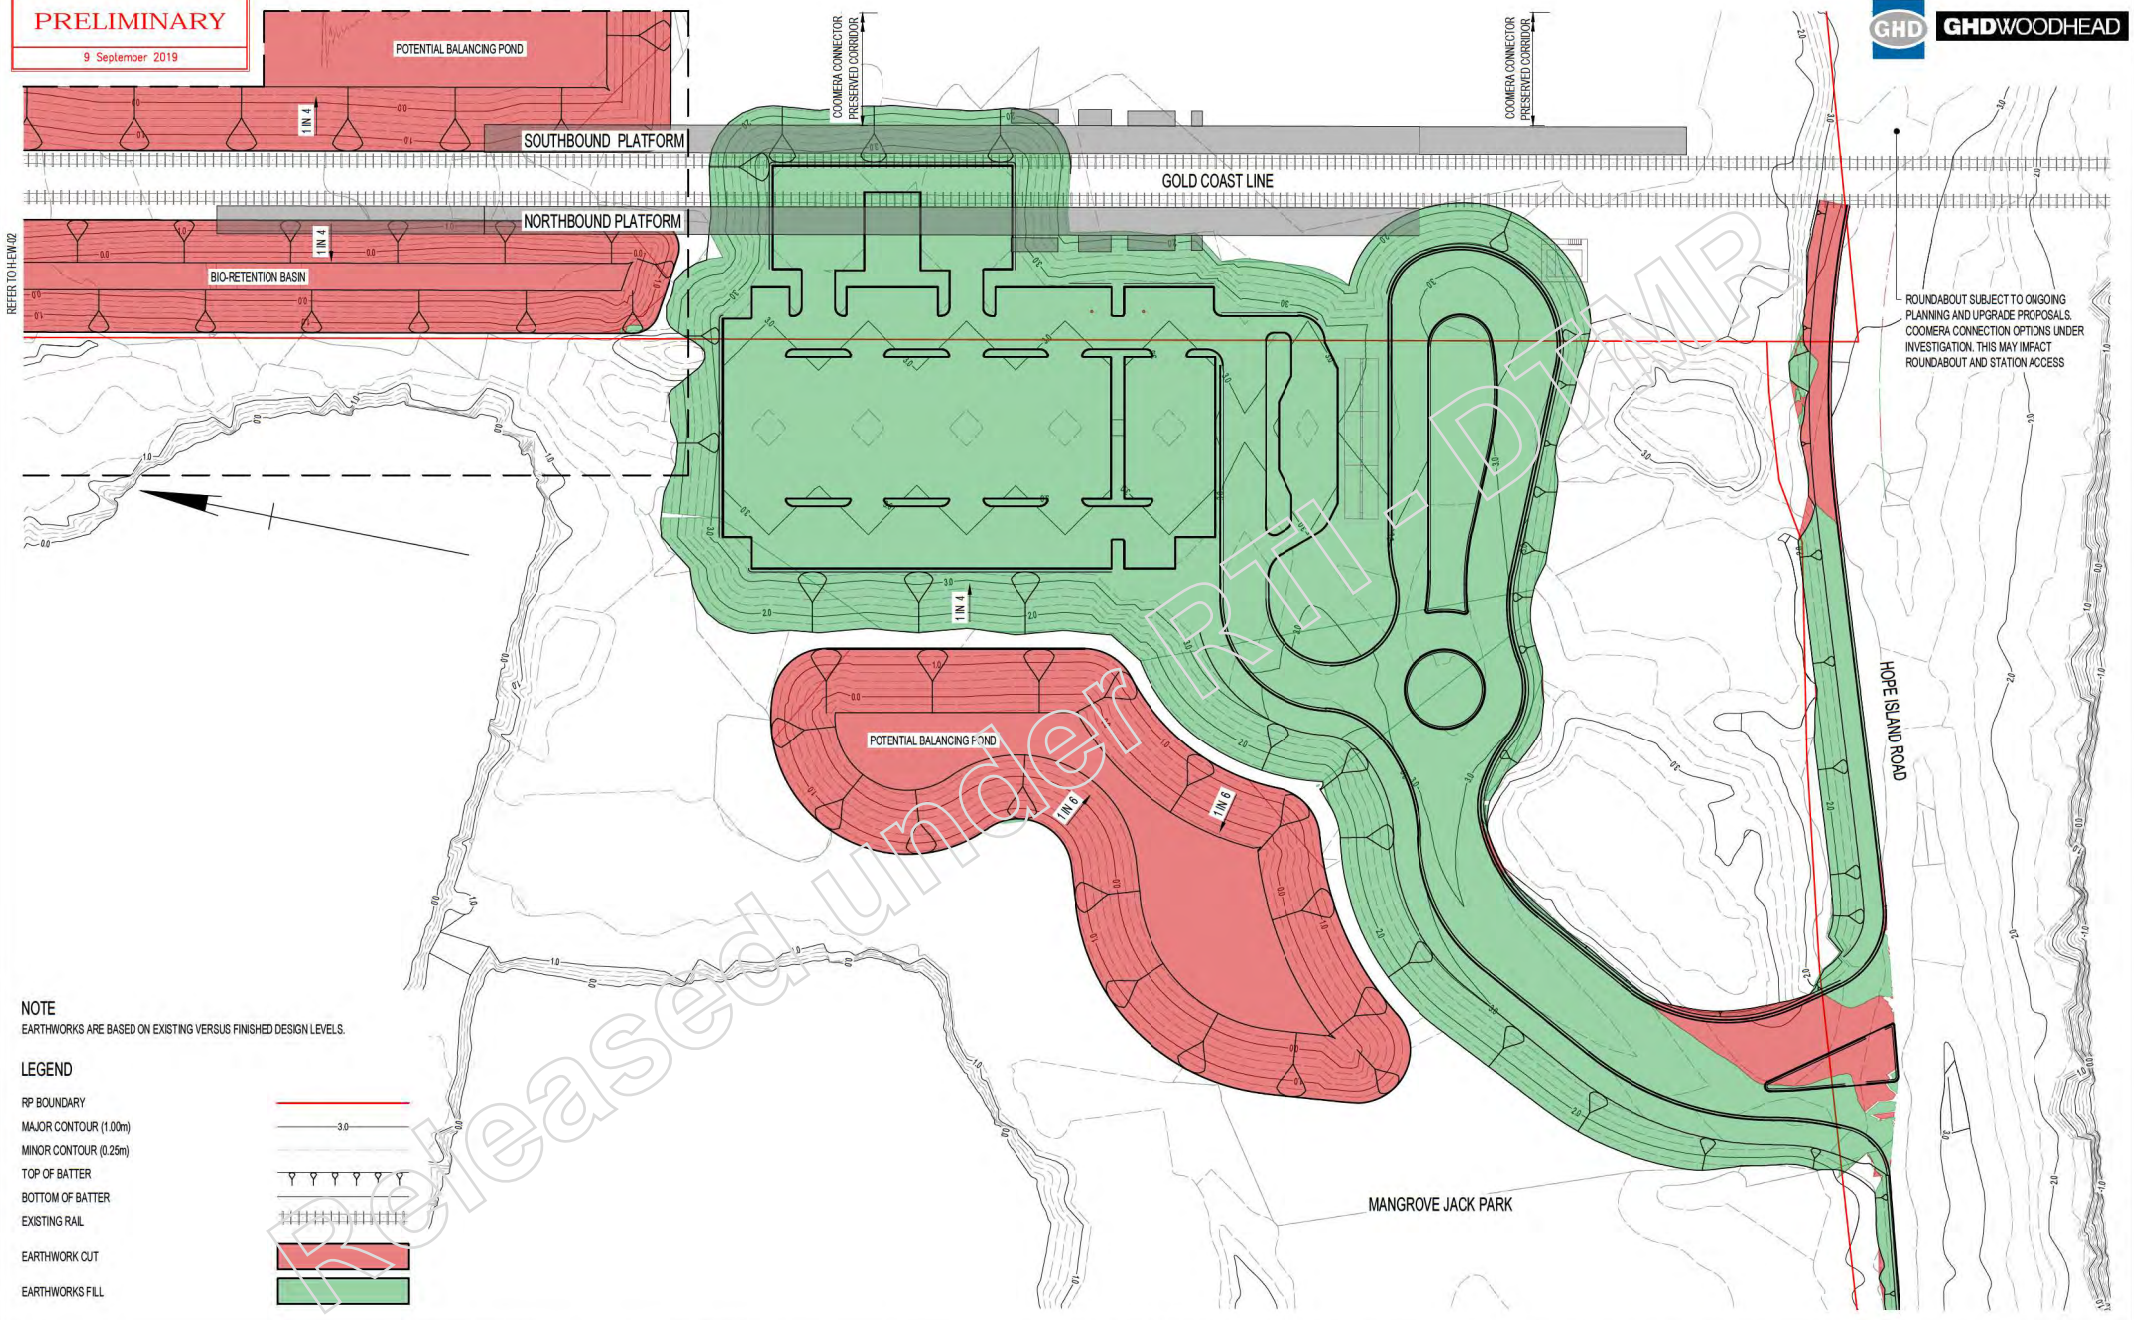 PRELIMINARY
9 September 2019
POTENTIAL BALANCING POND
COOMERA CONNECTOR
PRESERVED CORRIDOR
COOMERA CONNECTOR
PRESERVED CORRIDOR
GHD
GHDWOODHEAD
1 IN 4
SOUTHBOUND PLATFORM
GOLD COAST LINE
NORTHBOUND PLATFORM
1 IN 4
BIO-RETENTION BASIN
REFER TO H-EW-02
ROUNDABOUT SUBJECT TO ONGOING
PLANNING AND UPGRADE PROPOSALS.
COOMERA CONNECTION OPTIONS UNDER
INVESTIGATION. THIS MAY IMPACT
ROUNDABOUT AND STATION ACCESS
1 IN 4
HOPE ISLAND ROAD
POTENTIAL BALANCING POND
1 IN 6
1 IN 6
MANGROVE JACK PARK
NOTE
EARTHWORKS ARE BASED ON EXISTING VERSUS FINISHED DESIGN LEVELS.
LEGEND
RP BOUNDARY
MAJOR CONTOUR (1.00m)
3.0
MINOR CONTOUR (0.25m)
TOP OF BATTER
BOTTOM OF BATTER
EXISTING RAIL
EARTHWORK CUT
EARTHWORKS FILL
Released under RTI - DTMR